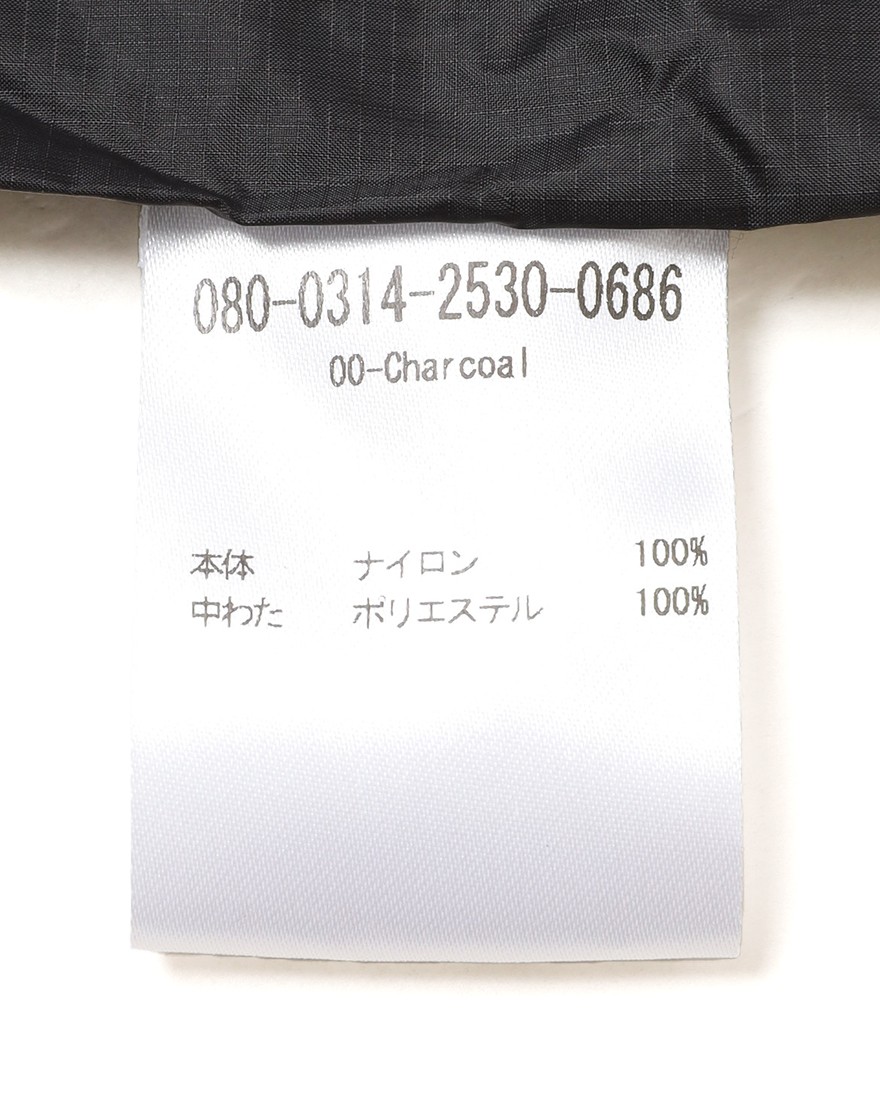 080-0314-2530-0686
00-Charcoal
本体 ナイロン 100%
中わた ポリエステル 100%